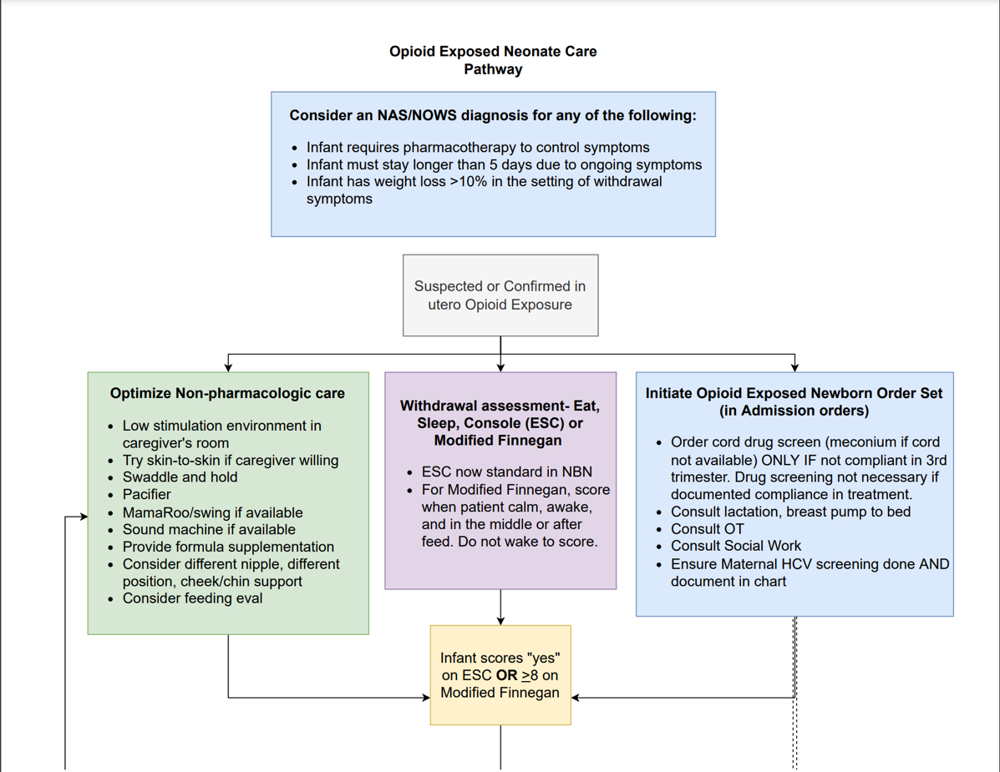 Opioid Exposed Neonate Care
Pathway
Consider an NAS/NOWS diagnosis for any of the following:
• Infant requires pharmacotherapy to control symptoms
• Infant must stay longer than 5 days due to ongoing symptoms
• Infant has weight loss >10% in the setting of withdrawal
symptoms
Suspected or Confirmed in
utero Opioid Exposure
Optimize Non-pharmacologic care
• Low stimulation environment in
caregiver's room
• Try skin-to-skin if caregiver willing
• Swaddle and hold
• Pacifier
• MamaRoo/swing if available
• Sound machine if available
• Provide formula supplementation
• Consider different nipple, different
position, cheek/chin support
• Consider feeding eval
Withdrawal assessment- Eat,
Sleep, Console (ESC) or
Modified Finnegan
• ESC now standard in NBN
• For Modified Finnegan, score
when patient calm, awake,
and in the middle or after
feed. Do not wake to score.
Initiate Opioid Exposed Newborn Order Set
(in Admission orders)
• Order cord drug screen (meconium if cord
not available) ONLY IF not compliant in 3rd
trimester. Drug screening not necessary if
documented compliance in treatment.
• Consult lactation, breast pump to bed
• Consult OT
• Consult Social Work
• Ensure Maternal HCV screening done AND
document in chart
Infant scores "yes"
on ESC OR ≥8 on
Modified Finnegan